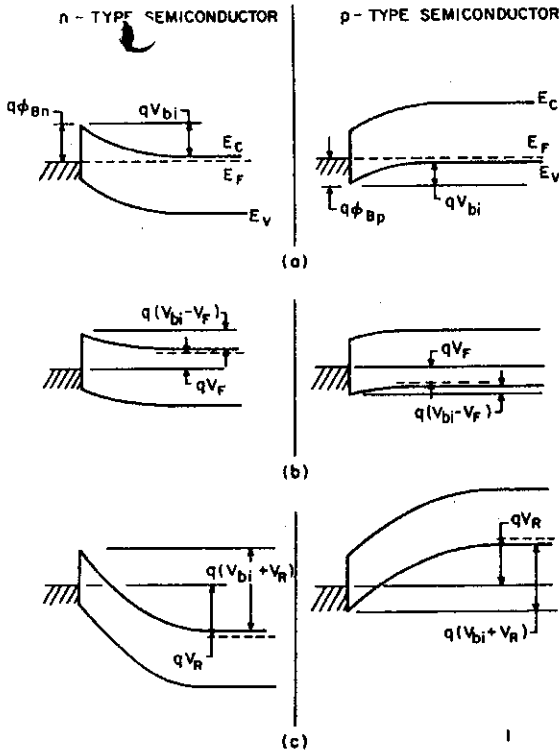 n - TYPE SEMICONDUCTOR
p - TYPE SEMICONDUCTOR
qϕBn
qVbi
EC
EF
EV
EC
EF
EV
qϕBp
qVbi
(a)
q(Vbi−VF)
qVF
qVF
q(Vbi−VF)
(b)
q(Vbi+VR)
qVR
qVR
q(Vbi+VR)
(c)
1